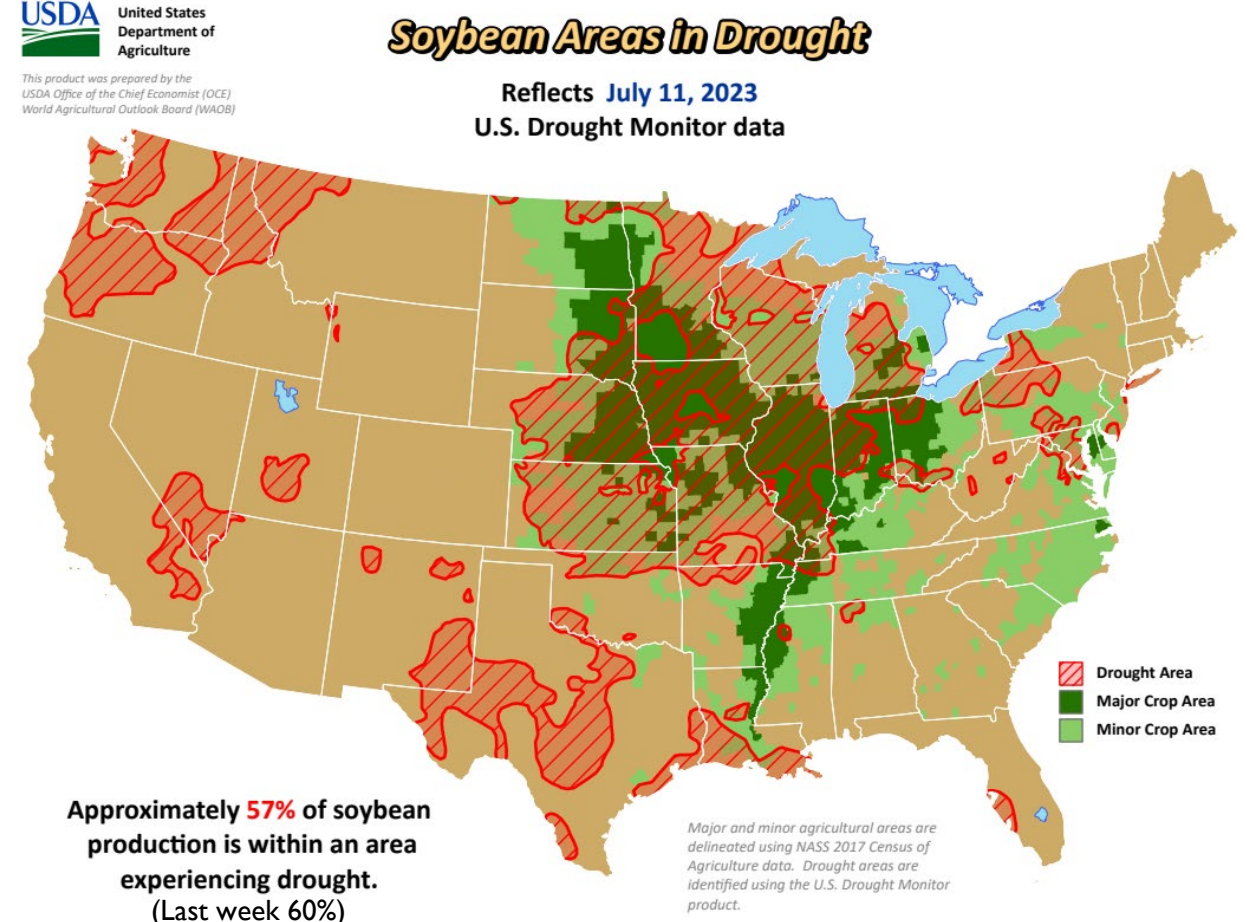 USDA
United States
Department of
Agriculture
This product was prepared by the
USDA Office of the Chief Economist (OCE)
World Agricultural Outlook Board (WAOB)
Soybean Areas in Drought
Reflects July 11, 2023
U.S. Drought Monitor data
Drought Area
Major Crop Area
Minor Crop Area
Approximately 57% of soybean
production is within an area
experiencing drought.
(Last week 60%)
Major and minor agricultural areas are
delineated using NASS 2017 Census of
Agriculture data. Drought areas are
identified using the U.S. Drought Monitor
product.